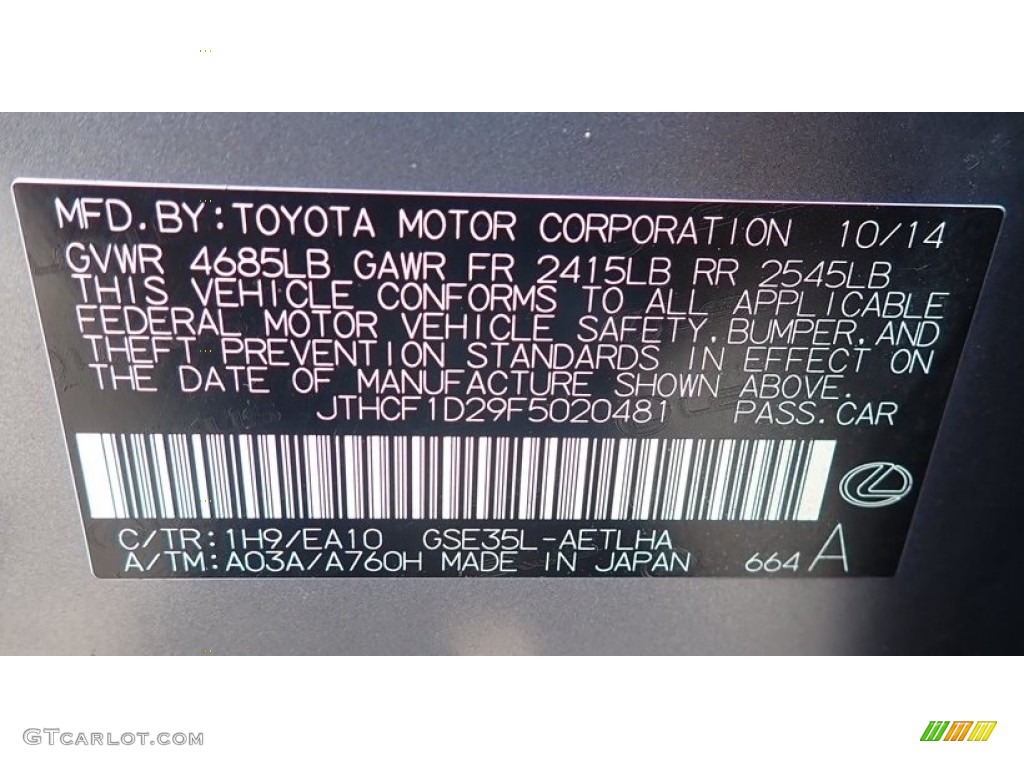 MFD.BY:TOYOTA MOTOR CORPORATION 10/14
GVWR 4685LB GAWR FR 2415LB RR 2545LB
THIS VEHICLE CONFORMS TO ALL APPLICABLE
FEDERAL MOTOR VEHICLE SAFETY,BUMPER,AND
THEFT PREVENTION STANDARDS IN EFFECT ON
THE DATE OF MANUFACTURE SHOWN ABOVE.
JTHCF1D29F5020481 PASS.CAR
C/TR:1H9/EA10 GSE35L-AETLHA
A/TM:A03A/A760H MADE IN JAPAN 664 A
GTCARLOT.COM